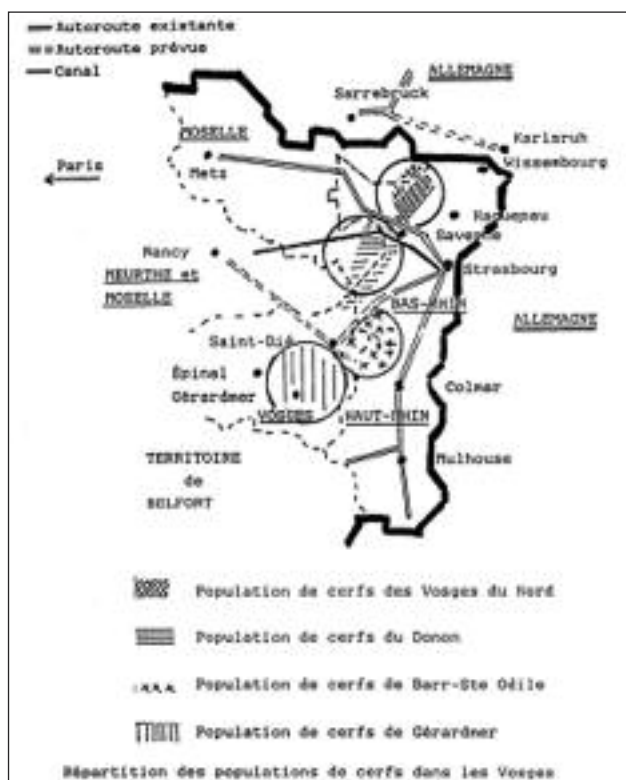 Autoroute existante
Autoroute prévue
Canal
ALLEMAGNE
Sarrebruck
MOSELLE
Karlsruh
Wissembourg
Paris
Metz
Haguenau
Saverne
Nancy
Strasbourg
MEURTHE et
MOSELLE
BAS-RHIN
ALLEMAGNE
Saint-Dié
Épinal
Gérardmer
Colmar
VOSGES
HAUT-RHIN
Mulhouse
TERRITOIRE
de
BELFORT
Population de cerfs des Vosges du Nord
Population de cerfs du Donon
Population de cerfs de Barr-Ste Odile
Population de cerfs de Gérardmer
Répartition des populations de cerfs dans les Vosges